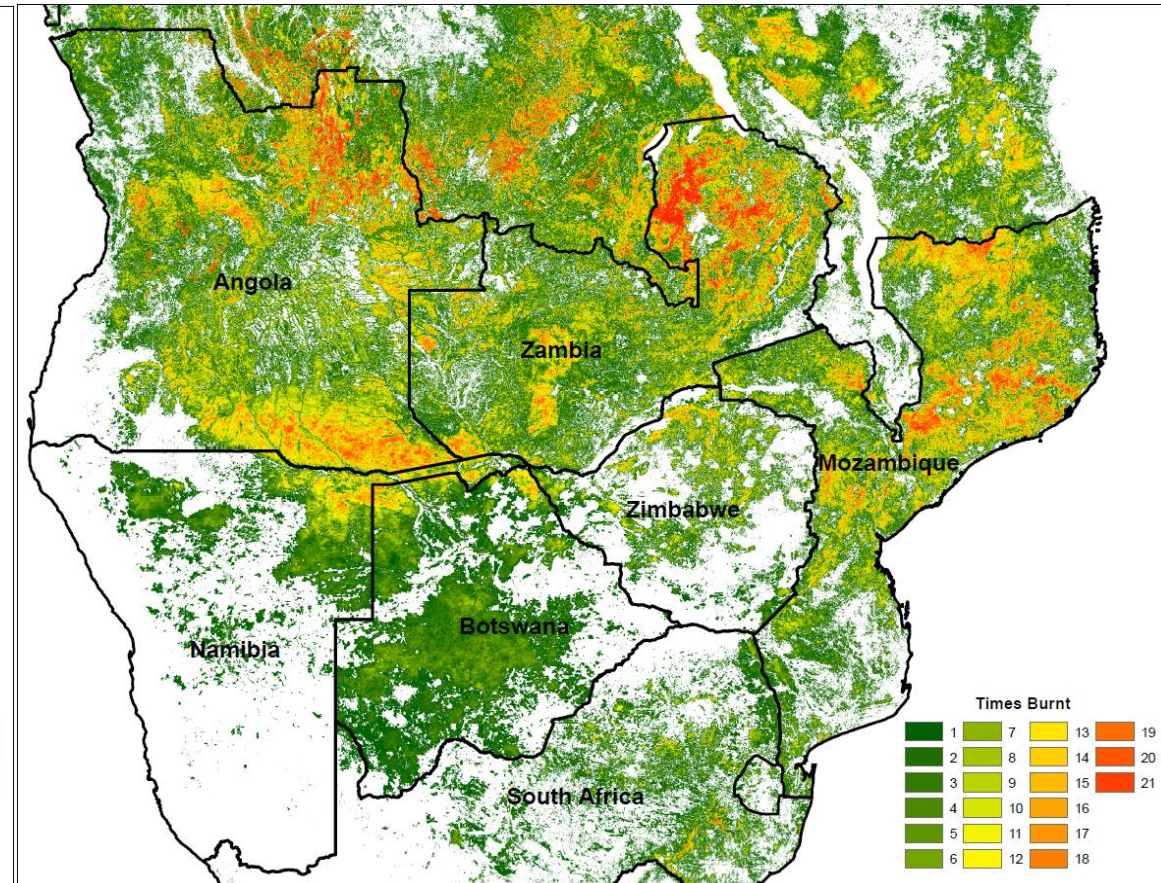 Angola
Zambia
Mozambique
Zimbabwe
Botswana
Namibia
South Africa
Times Burnt
1 7 13 19
2 8 14 20
3 9 15 21
4 10 16
5 11 17
6 12 18